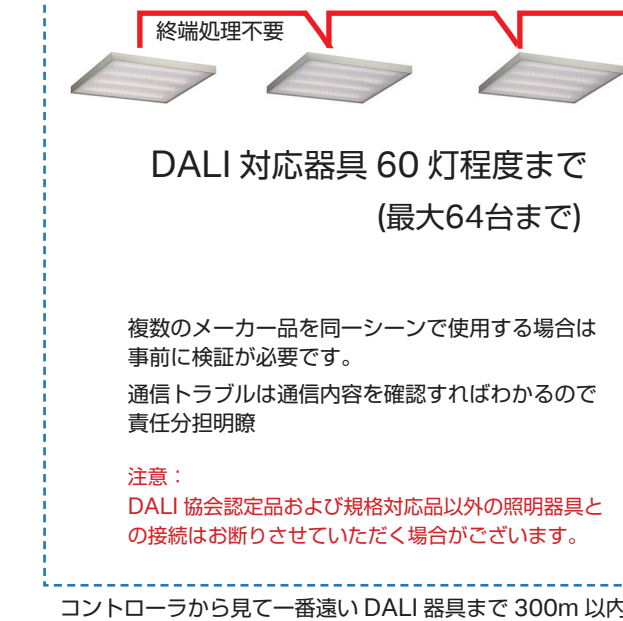 終端処理不要
DALI 対応器具 60 灯程度まで
(最大64台まで)
複数のメーカー品を同一シーンで使用する場合は
事前に検証が必要です。
通信トラブルは通信内容を確認すればわかるので
責任分担明瞭
注意：
DALI 協会認定品および規格対応品以外の照明器具と
の接続はお断りさせていただく場合がございます。
コントローラから見て一番遠い DALI 器具まで 300m 以内